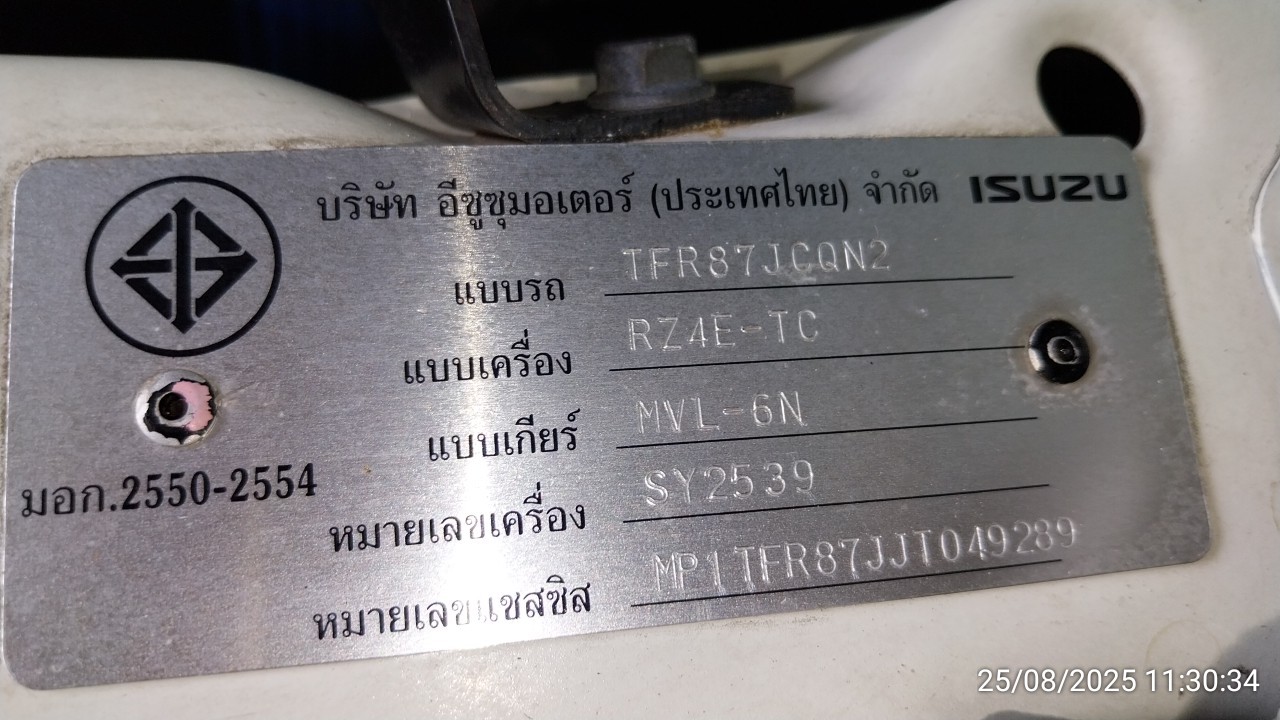 บริษัท อีซูซุมอเตอร์ (ประเทศไทย) จำกัด ISUZU
แบบรถ TFR87JCQN2
แบบเครื่อง RZ4E-TC
แบบเกียร์ MVL-6N
มอก.2550-2554
หมายเลขเครื่อง SY2539
หมายเลขแชสซิส MP1TFR87JJT049289
25/08/2025 11:30:34